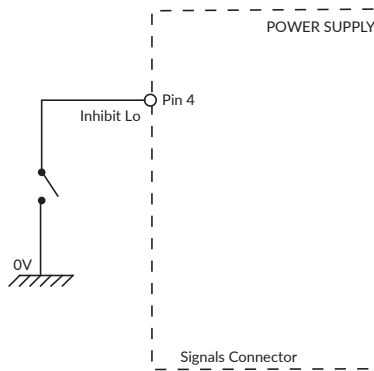 POWER SUPPLY
Pin 4
Inhibit Lo
0V
Signals Connector